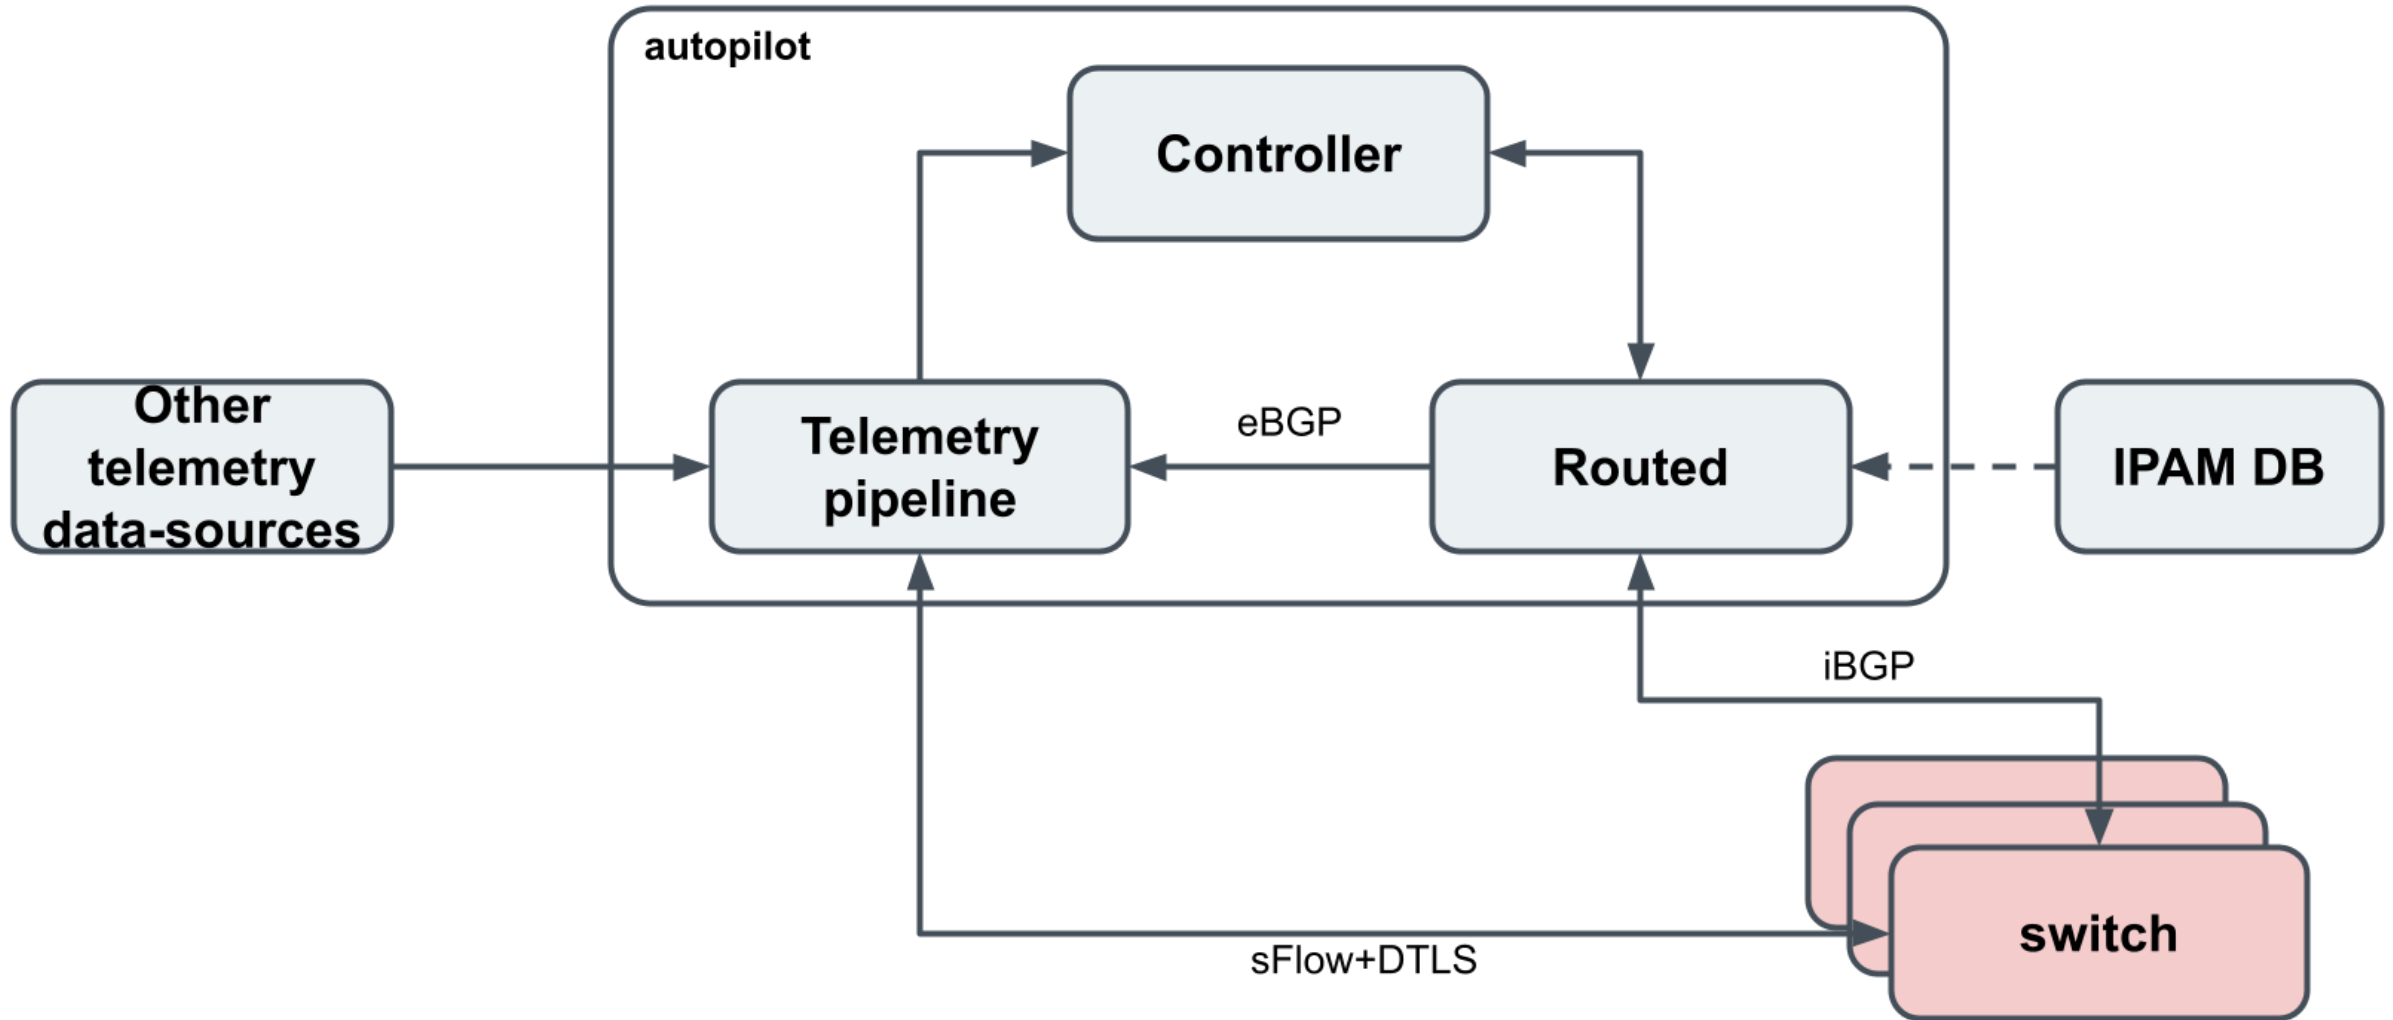 autopilot
Controller
Other
telemetry
data-sources
Telemetry
pipeline
eBGP
Routed
IPAM DB
iBGP
switch
sFlow+DTLS